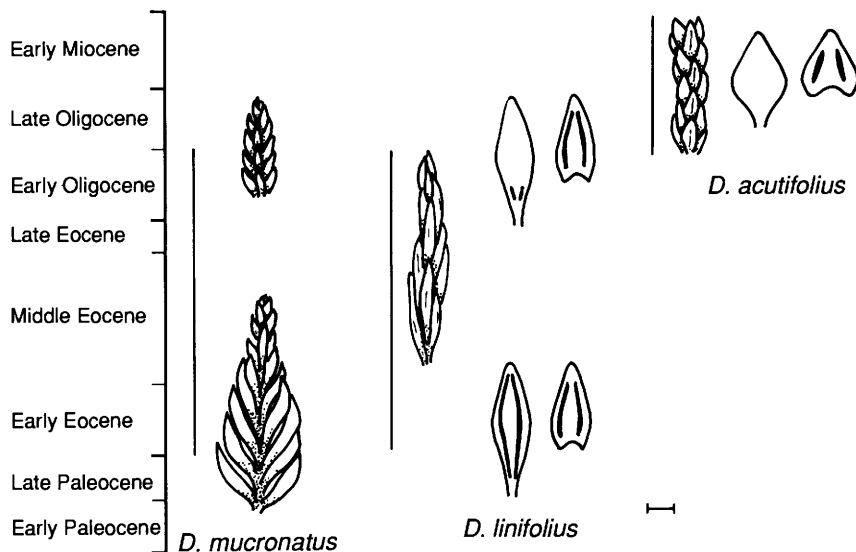 Early Miocene
Late Oligocene
Early Oligocene
Late Eocene
Middle Eocene
Early Eocene
Late Paleocene
Early Paleocene
D. mucronatus
D. linifolius
D. acutifolius